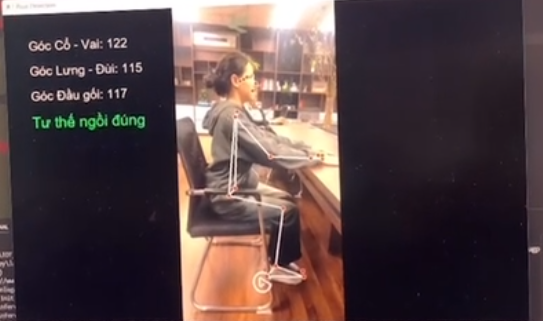 Góc Cổ - Vai: 122
Góc Lưng - Đùi: 115
Góc Đầu gối: 117
Tư thế ngồi đúng